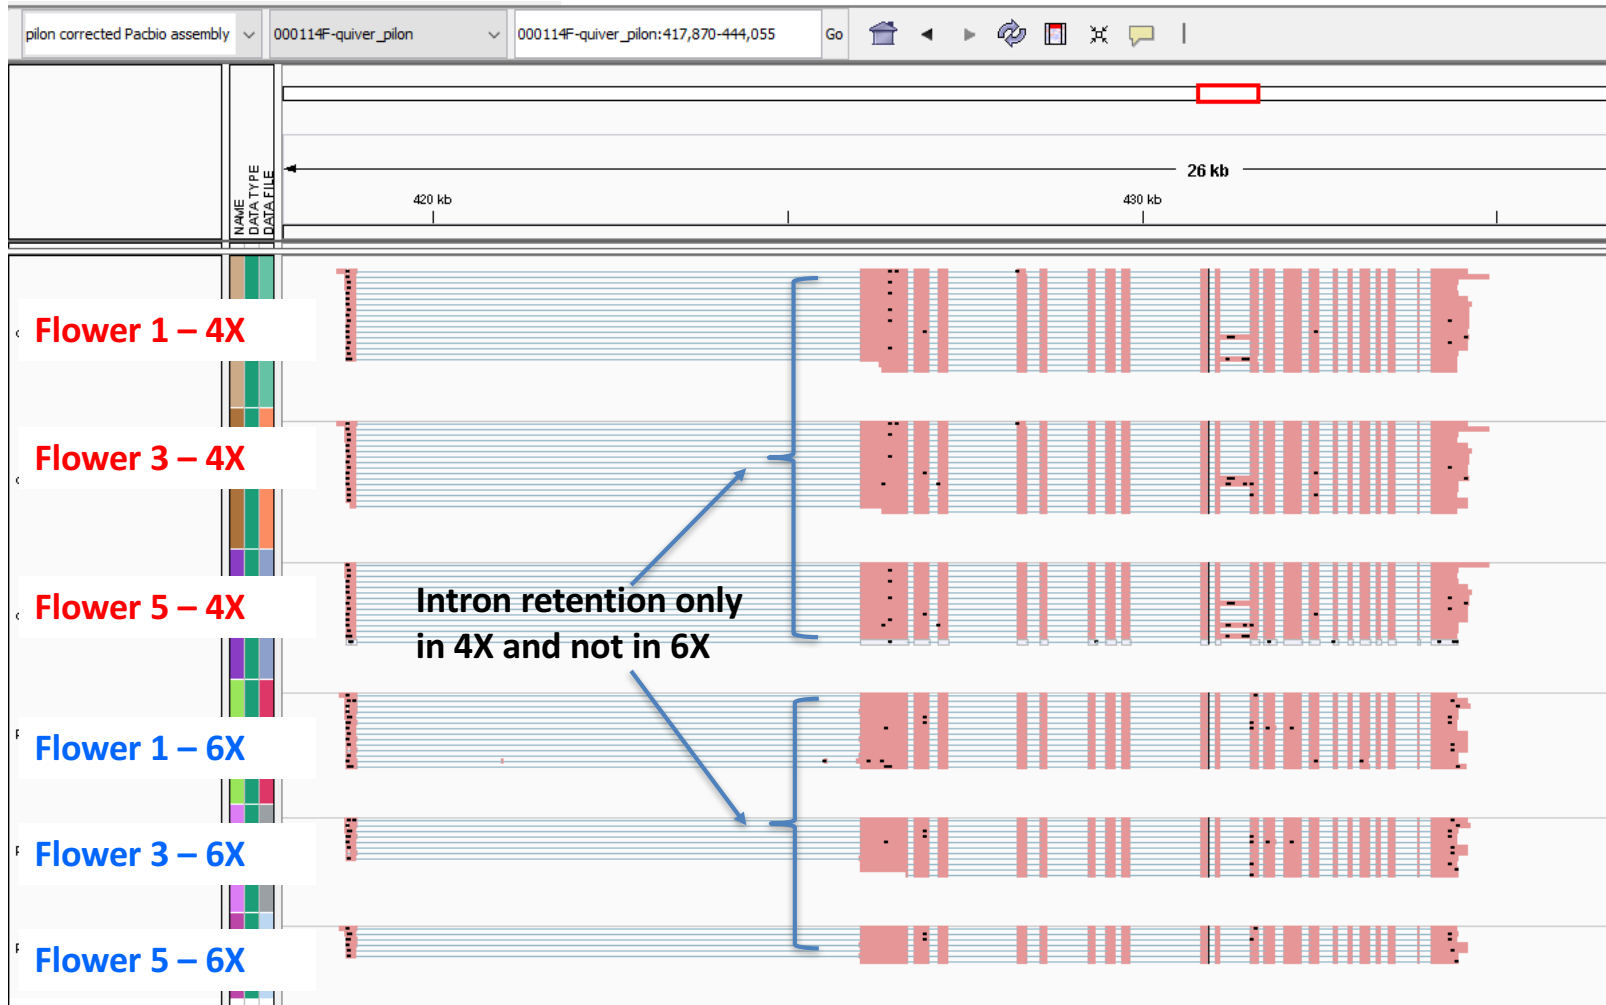 pilon corrected Pacbio assembly 000114F-quiver_pilon 000114F-quiver_pilon:417,870-444,055 Go
NAME
DATA TYPE
DATA FILE
26 kb
420 kb 430 kb
Flower 1 – 4X
Flower 3 – 4X
Flower 5 – 4X
Intron retention only
in 4X and not in 6X
Flower 1 – 6X
Flower 3 – 6X
Flower 5 – 6X